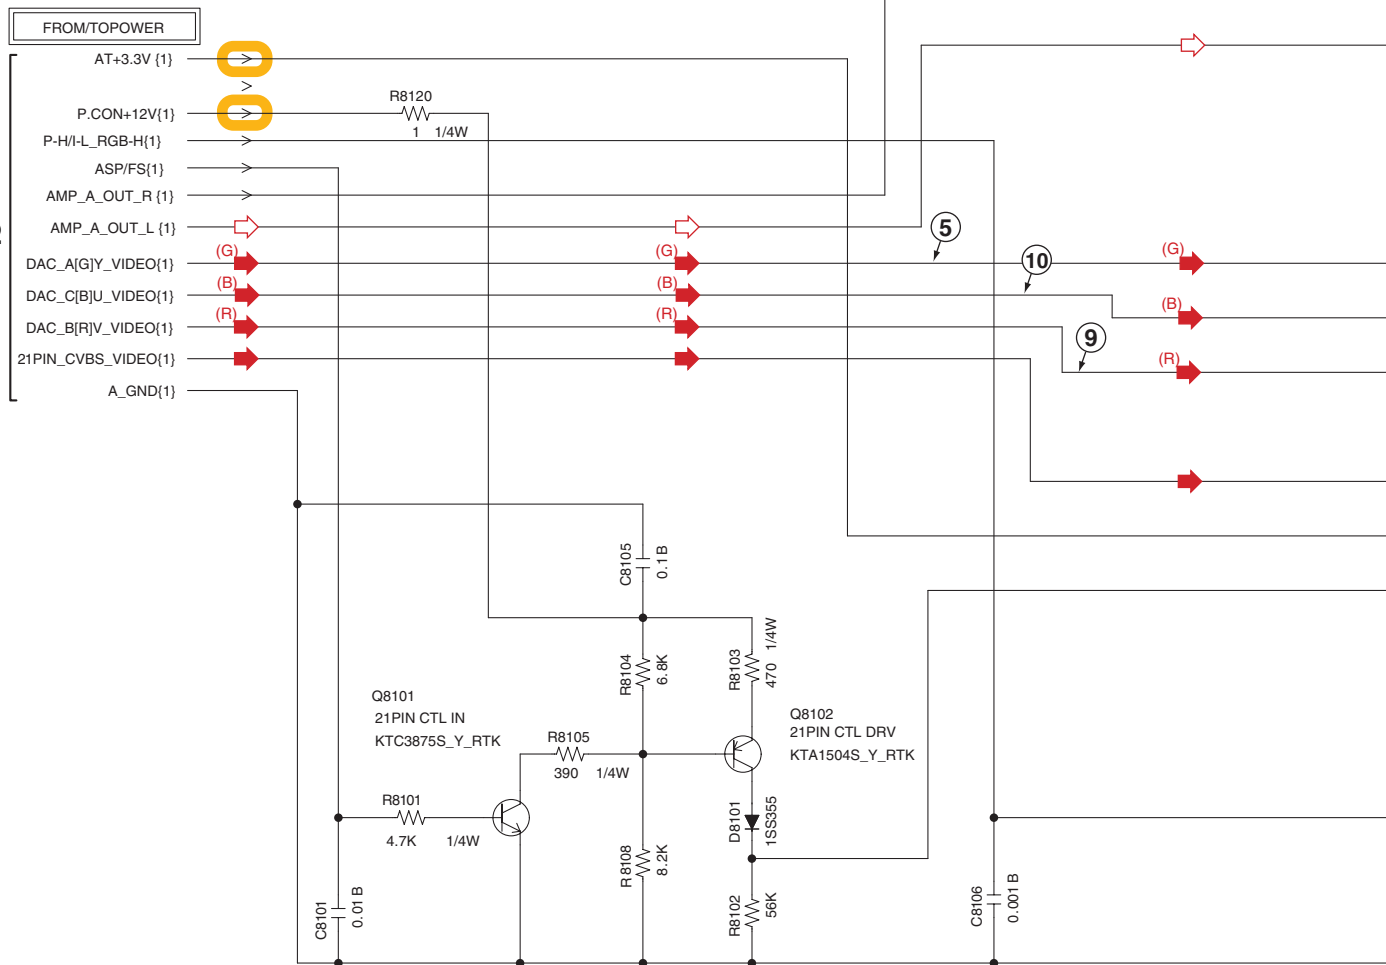 FROM/TOPOWER
AT+3.3V {1}
P.CON+12V{1}
R8120
1 1/4W
P-H/I-L_RGB-H{1}
ASP/FS{1}
AMP_A_OUT_R {1}
AMP_A_OUT_L {1}
5
(G) (G) (G)
DAC_A[G]Y_VIDEO{1}
10
(B) (B) (B)
DAC_C[B]U_VIDEO{1}
(R) (R) (R)
DAC_B[R]V_VIDEO{1}
9
21PIN_CVBS_VIDEO{1}
A_GND{1}
C8105
0.1B
R8104
6.8K
R8103
470 1/4W
Q8101
21PIN CTL IN
KTC3875S_Y_RTK
Q8102
21PIN CTL DRV
KTA1504S_Y_RTK
R8105
390 1/4W
R8101
4.7K 1/4W
D8101
1SS355
R8108
8.2K
C8101
0.01 B
R8102
56K
C8106
0.001 B